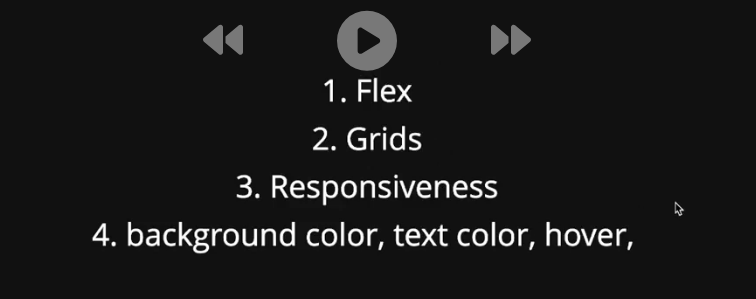 1. Flex
2. Grids
3. Responsiveness
4. background color, text color, hover,